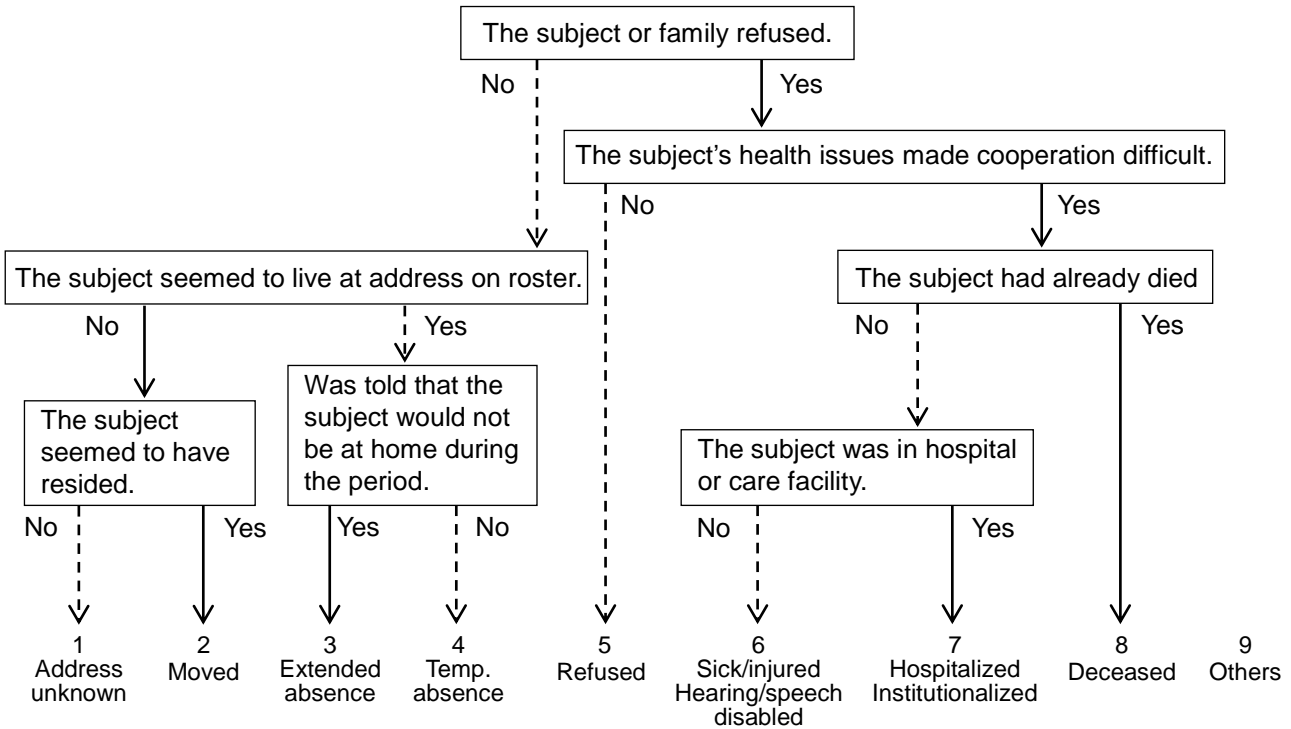 The subject or family refused.
No
Yes
The subject's health issues made cooperation difficult.
No
Yes
The subject seemed to live at address on roster.
The subject had already died
No
Yes
No
Yes
Was told that the
subject would not
be at home during
the period.
The subject
seemed to have
resided.
The subject was in hospital
or care facility.
No
Yes
Yes
No
No
Yes
1
Address
unknown
2
Moved
3
Extended
absence
4
Temp.
absence
5
Refused
6
Sick/injured
Hearing/speech
disabled
7
Hospitalized
Institutionalized
8
Deceased
9
Others